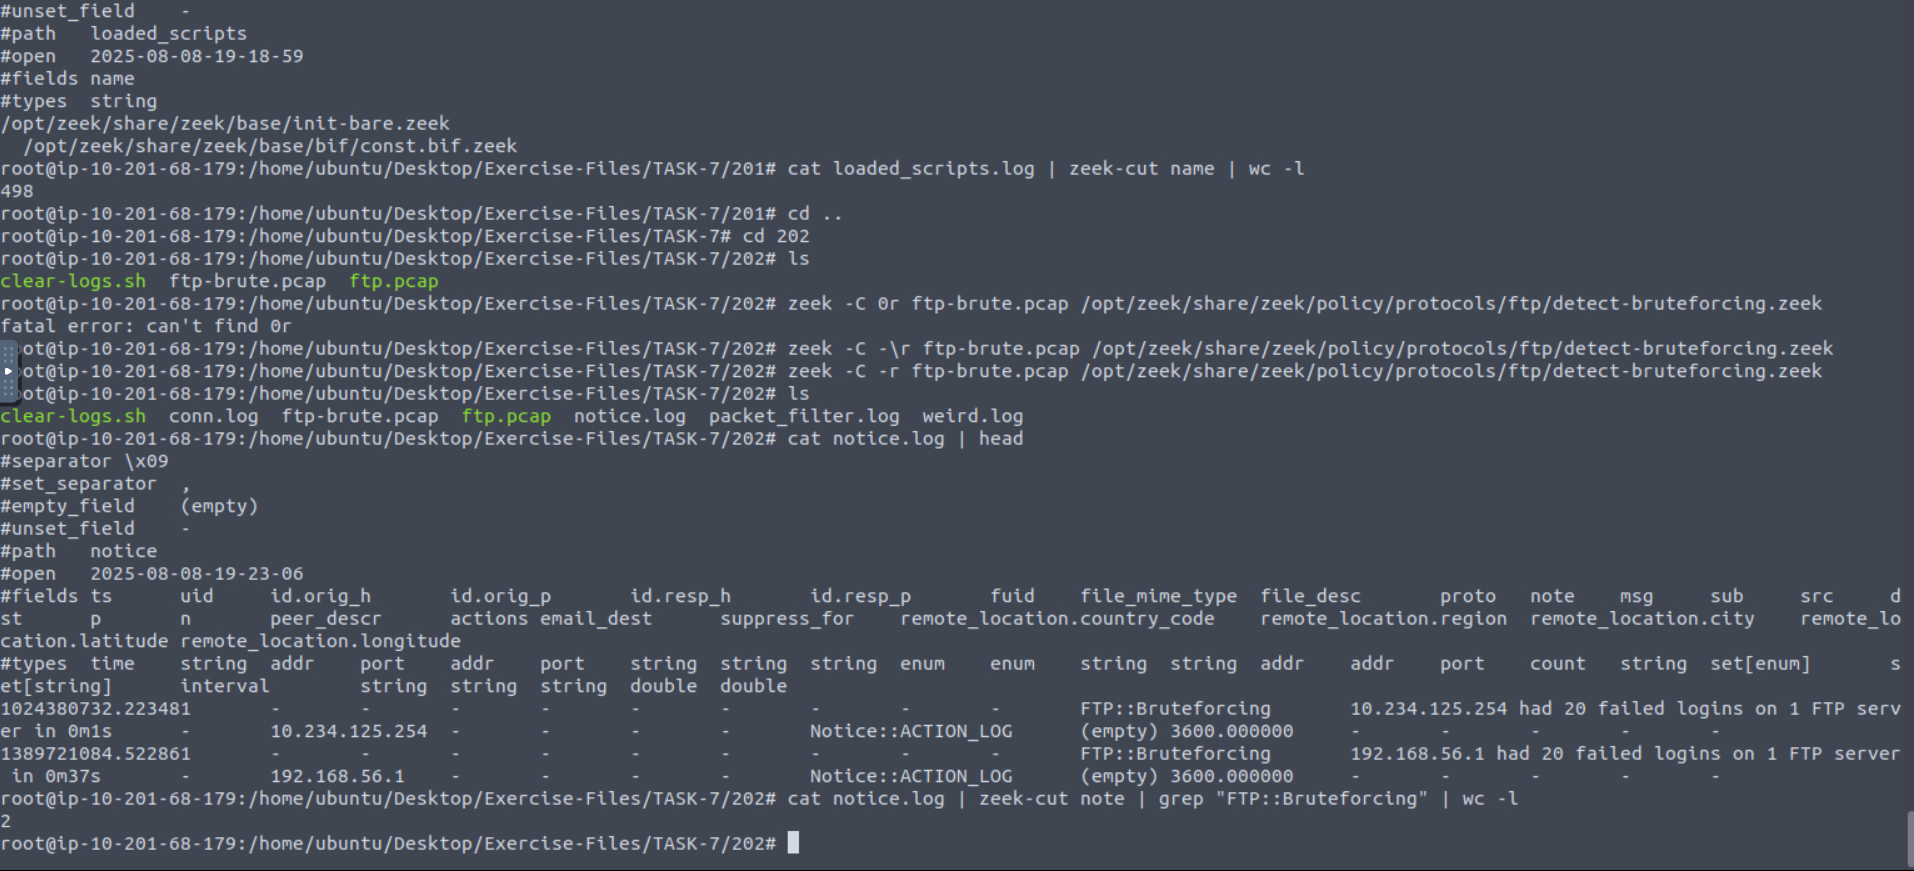 #unset_field    -
#path   loaded_scripts
#open   2025-08-08-19-18-59
#fields name
#types  string
/opt/zeek/share/zeek/base/init-bare.zeek
  /opt/zeek/share/zeek/base/bif/const.bif.zeek
root@ip-10-201-68-179:/home/ubuntu/Desktop/Exercise-Files/TASK-7/201# cat loaded_scripts.log | zeek-cut name | wc -l
498
root@ip-10-201-68-179:/home/ubuntu/Desktop/Exercise-Files/TASK-7/201# cd ..
root@ip-10-201-68-179:/home/ubuntu/Desktop/Exercise-Files/TASK-7# cd 202
root@ip-10-201-68-179:/home/ubuntu/Desktop/Exercise-Files/TASK-7/202# ls
clear-logs.sh  ftp-brute.pcap  ftp.pcap
root@ip-10-201-68-179:/home/ubuntu/Desktop/Exercise-Files/TASK-7/202# zeek -C 0r ftp-brute.pcap /opt/zeek/share/zeek/policy/protocols/ftp/detect-bruteforcing.zeek
fatal error: can't find 0r
ot@ip-10-201-68-179:/home/ubuntu/Desktop/Exercise-Files/TASK-7/202# zeek -C -\r ftp-brute.pcap /opt/zeek/share/zeek/policy/protocols/ftp/detect-bruteforcing.zeek
ot@ip-10-201-68-179:/home/ubuntu/Desktop/Exercise-Files/TASK-7/202# zeek -C -r ftp-brute.pcap /opt/zeek/share/zeek/policy/protocols/ftp/detect-bruteforcing.zeek
ot@ip-10-201-68-179:/home/ubuntu/Desktop/Exercise-Files/TASK-7/202# ls
clear-logs.sh  conn.log  ftp-brute.pcap  ftp.pcap  notice.log  packet_filter.log  weird.log
root@ip-10-201-68-179:/home/ubuntu/Desktop/Exercise-Files/TASK-7/202# cat notice.log | head
#separator \x09
#set_separator  ,
#empty_field    (empty)
#unset_field    -
#path   notice
#open   2025-08-08-19-23-06
#fields ts      uid     id.orig_h       id.orig_p       id.resp_h       id.resp_p       fuid    file_mime_type  file_desc       proto   note    msg     sub     src     d
st      p       n       peer_descr      actions email_dest      suppress_for    remote_location.country_code    remote_location.region  remote_location.city    remote_lo
cation.latitude remote_location.longitude
#types  time    string  addr    port    addr    port    string  string  string  enum    enum    string  string  addr    addr    port    count   string  set[enum]       s
et[string]      interval        string  string  string  double  double
1024380732.223481       -       -       -       -       -       -       -       -       -       FTP::Bruteforcing       10.234.125.254 had 20 failed logins on 1 FTP serv
er in 0m1s      -       10.234.125.254  -       -       -       -       Notice::ACTION_LOG      (empty) 3600.000000     -       -       -       -       -
1389721084.522861       -       -       -       -       -       -       -       -       -       FTP::Bruteforcing       192.168.56.1 had 20 failed logins on 1 FTP server
 in 0m37s       -       192.168.56.1    -       -       -       -       Notice::ACTION_LOG      (empty) 3600.000000     -       -       -       -       -
root@ip-10-201-68-179:/home/ubuntu/Desktop/Exercise-Files/TASK-7/202# cat notice.log | zeek-cut note | grep "FTP::Bruteforcing" | wc -l
2
root@ip-10-201-68-179:/home/ubuntu/Desktop/Exercise-Files/TASK-7/202#